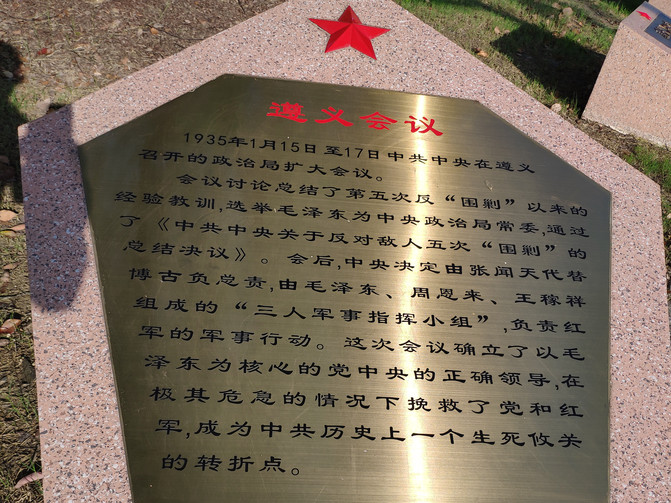 遵义会议
1935年1月15日至17日中共中央在遵义
召开的政治局扩大会议。
会议讨论总结了第五次反“围剿”以来的
经验教训,选举毛泽东为中央政治局常委,通过
了《中共中央关于反对敌人五次“围剿”的
总结决议》。会后,中央决定由张闻天代替
博古负总责,由毛泽东、周恩来、王稼祥
组成的“三人军事指挥小组”,负责红
军的军事行动。这次会议确立了以毛
泽东为核心的党中央的正确领导,在
极其危急的情况下挽救了党和红
军,成为中共历史上一个生死攸关
的转折点。